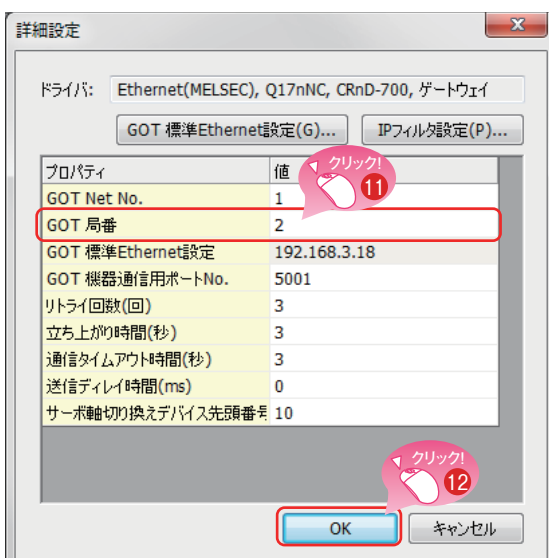 詳細設定
ドライバ: Ethernet(MELSEC), Q17nNC, CRnD-700, ゲートウェイ
GOT 標準Ethernet設定(G)... IPフィルタ設定(P)...
プロパティ 値
クリック!
11
GOT Net No. 1
GOT 局番 2
GOT 標準Ethernet設定 192.168.3.18
GOT 機器通信用ポートNo. 5001
リトライ回数(回) 3
立ち上がり時間(秒) 3
通信タイムアウト時間(秒) 3
送信ディレイ時間(ms) 0
サーボ軸切り換えデバイス先頭番号 10
クリック!
12
OK キャンセル